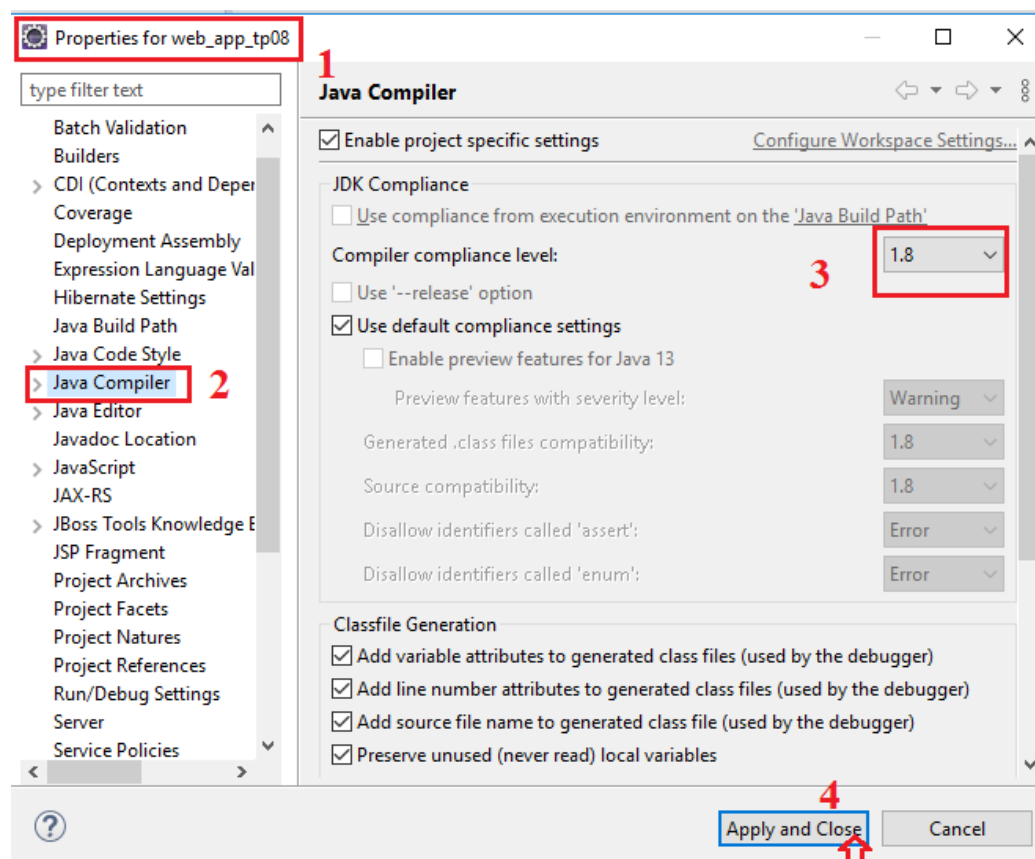 Properties for web_app_tp08
1
type filter text
Batch Validation
Builders
CDI (Contexts and Deper
Coverage
Deployment Assembly
Expression Language Val
Hibernate Settings
Java Build Path
Java Code Style
Java Compiler
2
Java Editor
Javadoc Location
JavaScript
JAX-RS
JBoss Tools Knowledge E
JSP Fragment
Project Archives
Project Facets
Project Natures
Project References
Run/Debug Settings
Server
Service Policies
Java Compiler
Enable project specific settings
Configure Workspace Settings...
JDK Compliance
Use compliance from execution environment on the 'Java Build Path'
Compiler compliance level:
3
1.8
Use '--release' option
Use default compliance settings
Enable preview features for Java 13
Preview features with severity level:
Warning
Generated .class files compatibility:
1.8
Source compatibility:
1.8
Disallow identifiers called 'assert':
Error
Disallow identifiers called 'enum':
Error
Classfile Generation
Add variable attributes to generated class files (used by the debugger)
Add line number attributes to generated class files (used by the debugger)
Add source file name to generated class file (used by the debugger)
Preserve unused (never read) local variables
4
Apply and Close
Cancel